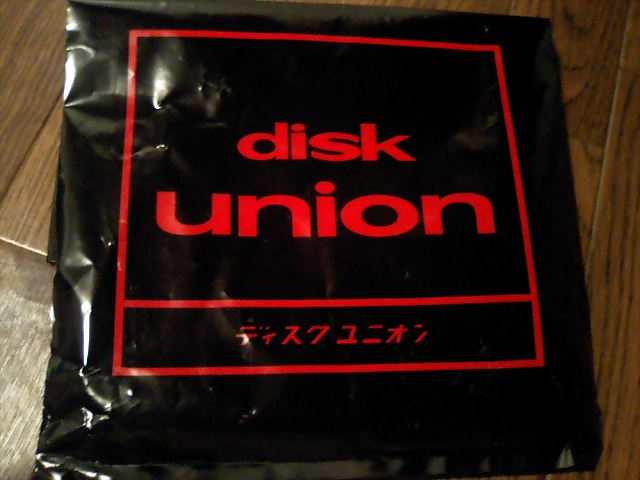 disk
union
ディスク ユニオン